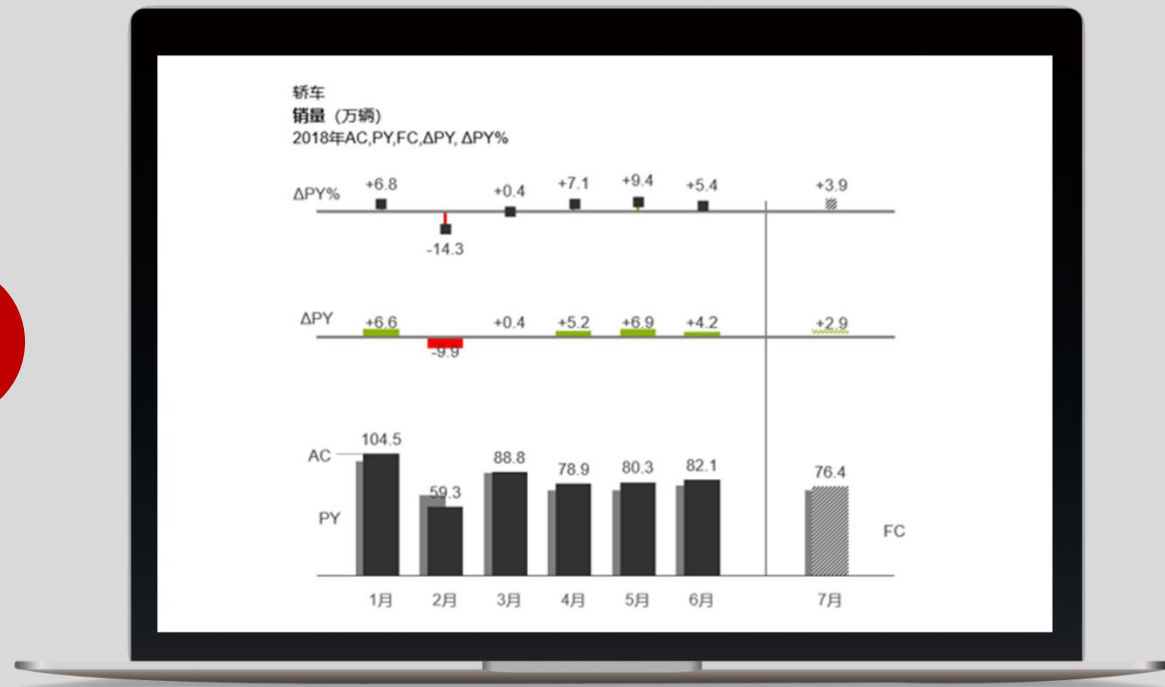 轿车
销量（万辆）
2018年AC,PY,FC,ΔPY, ΔPY%
ΔPY% +6.8 -14.3 +0.4 +7.1 +9.4 +5.4 +3.9
ΔPY +6.6 -9.9 +0.4 +5.2 +6.9 +4.2 +2.9
AC 104.5 59.3 88.8 78.9 80.3 82.1 76.4
PY FC
1月 2月 3月 4月 5月 6月 7月